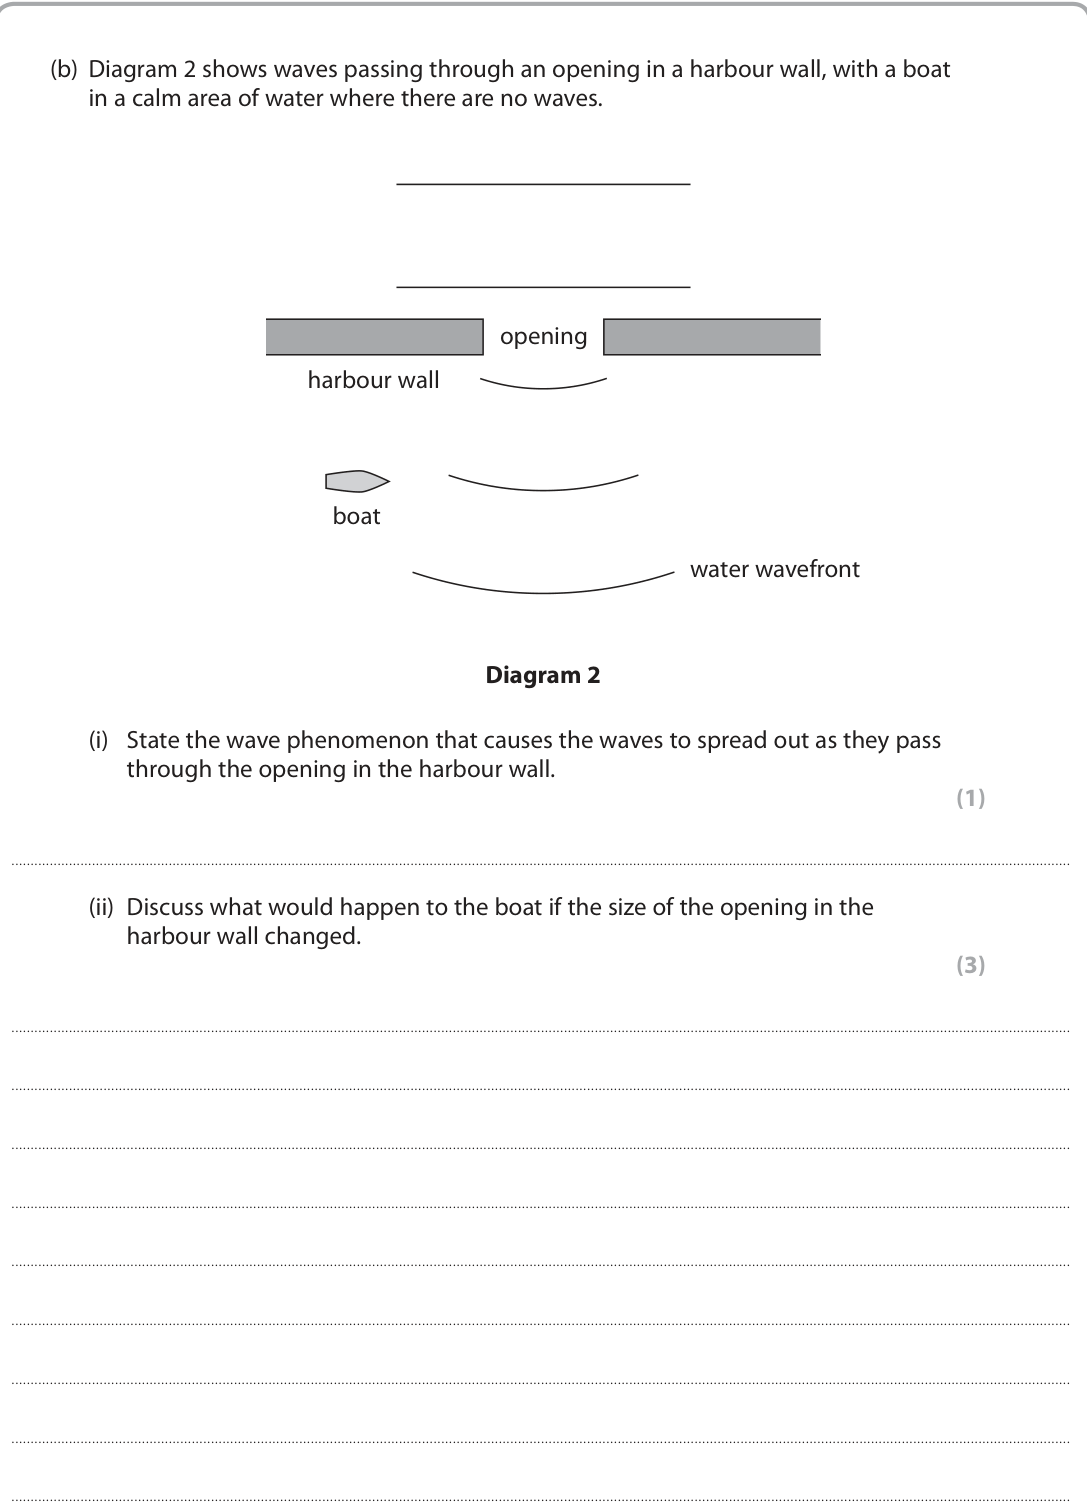 (b) Diagram 2 shows waves passing through an opening in a harbour wall, with a boat
in a calm area of water where there are no waves.
opening
harbour wall
boat
water wavefront
Diagram 2
(i) State the wave phenomenon that causes the waves to spread out as they pass
through the opening in the harbour wall.
(1)
(ii) Discuss what would happen to the boat if the size of the opening in the
harbour wall changed.
(3)